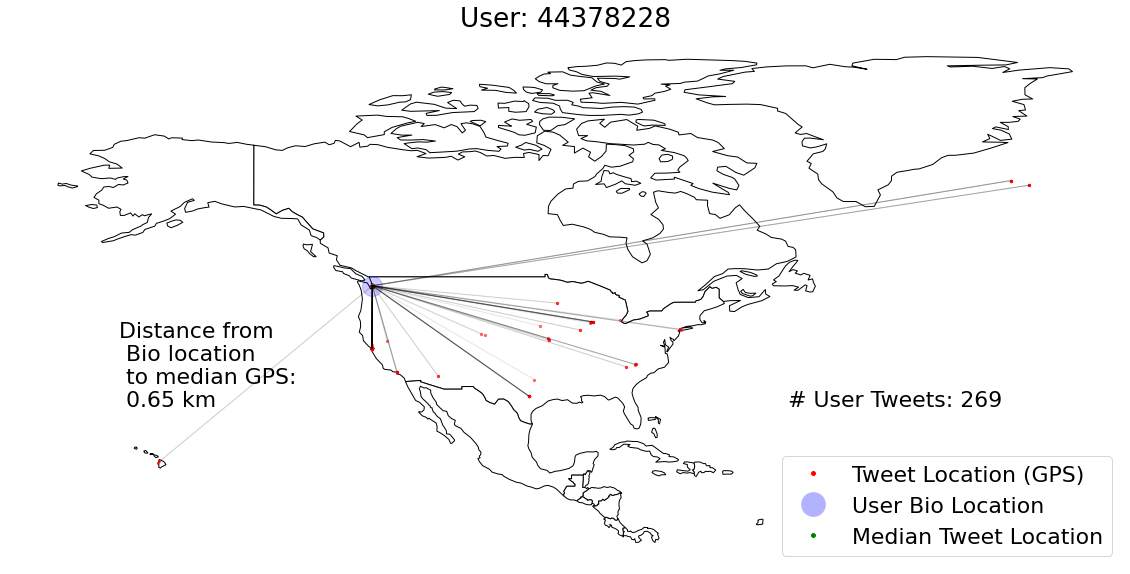 User: 44378228
Distance from
Bio location
to median GPS:
0.65 km
# User Tweets: 269
Tweet Location (GPS)
User Bio Location
Median Tweet Location